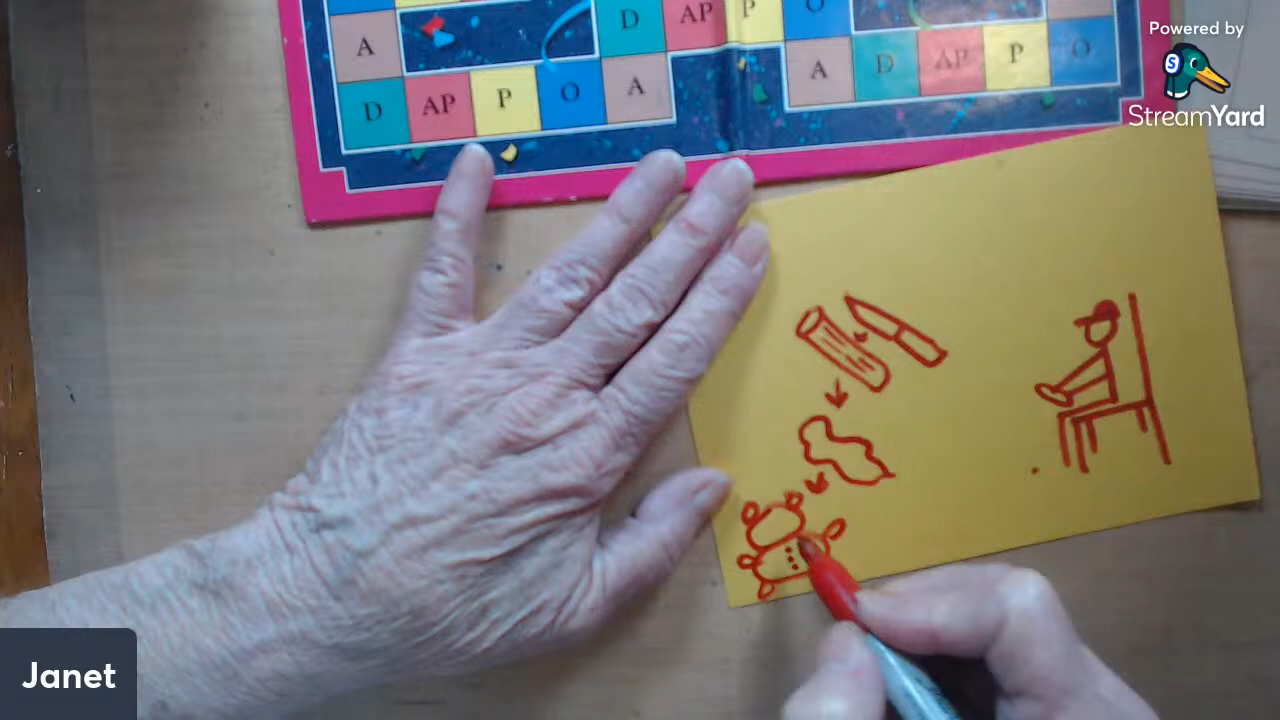 Powered by
StreamYard
S
D AP P O
A
A D AP P O
D AP P O A
Janet